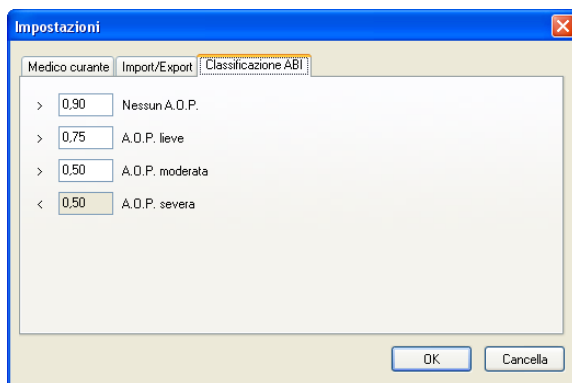 Impostazioni
Medico curante Import/Export Classificazione ABI
> 0,90 Nessun A.O.P.
> 0,75 A.O.P. lieve
> 0,50 A.O.P. moderata
< 0,50 A.O.P. severa
OK Cancella